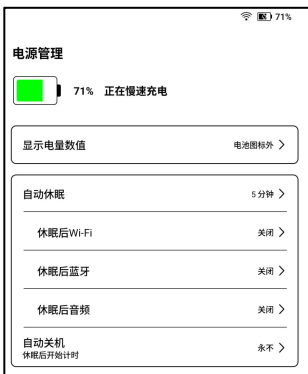 71%
电源管理
71% 正在慢速充电
显示电量数值 电池图标外
自动休眠 5 分钟
休眠后Wi-Fi 关闭
休眠后蓝牙 关闭
休眠后音频 关闭
自动关机 永不
休眠后开始计时